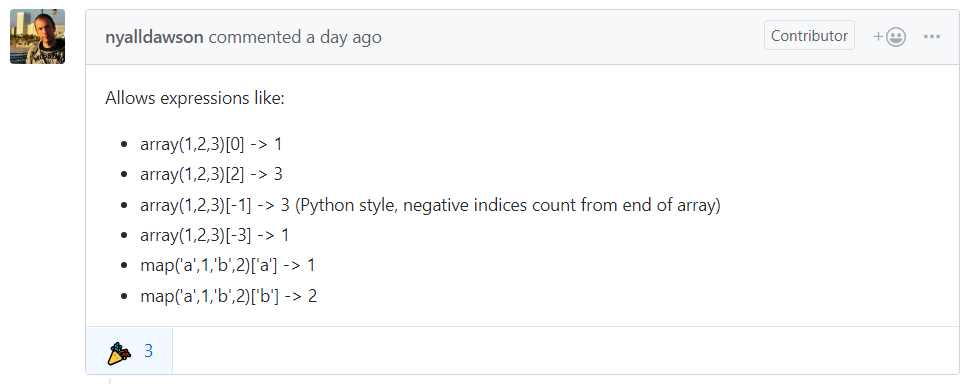 nyalldawson commented a day ago
Contributor
Allows expressions like:
array(1,2,3)[0] -> 1
array(1,2,3)[2] -> 3
array(1,2,3)[-1] -> 3 (Python style, negative indices count from end of array)
array(1,2,3)[-3] -> 1
map('a',1,'b',2)['a'] -> 1
map('a',1,'b',2)['b'] -> 2
3